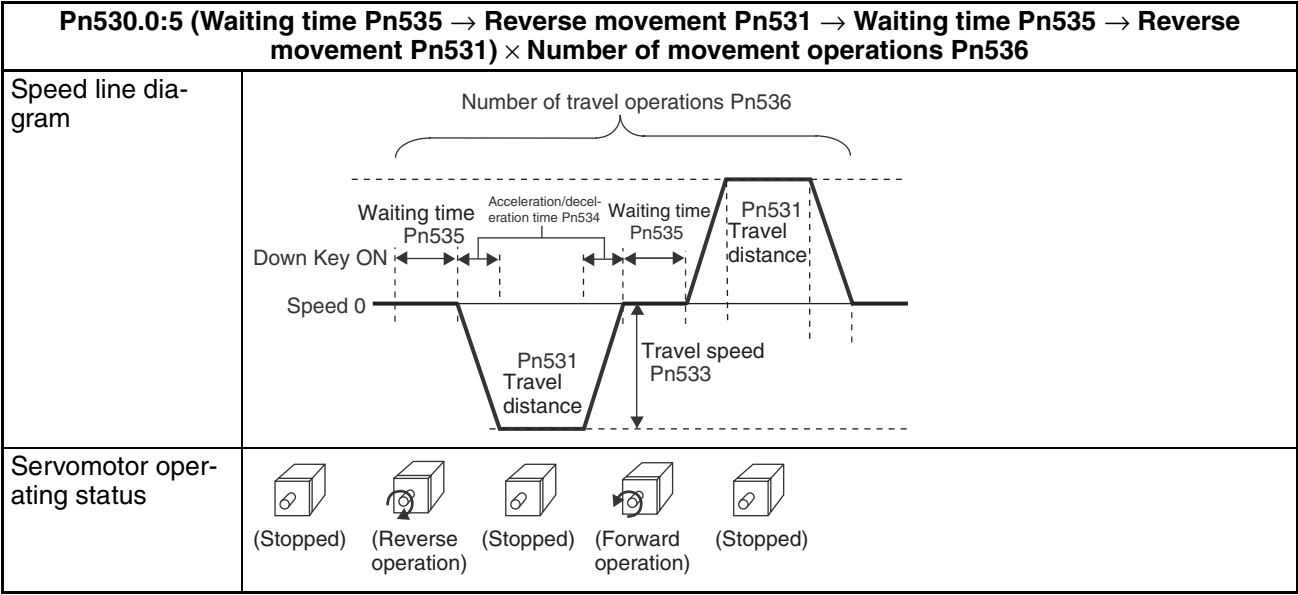 Pn530.0:5 (Waiting time Pn535 → Reverse movement Pn531 → Waiting time Pn535 → Reverse
movement Pn531) × Number of movement operations Pn536
Speed line dia-
gram
Number of travel operations Pn536
Acceleration/decel-
eration time Pn534
Waiting time
Pn535
Waiting time
Pn535
Pn531
Travel
distance
Down Key ON
Speed 0
Pn531
Travel
distance
Travel speed
Pn533
Servomotor oper-
ating status
(Stopped)
(Reverse
operation)
(Stopped)
(Forward
operation)
(Stopped)